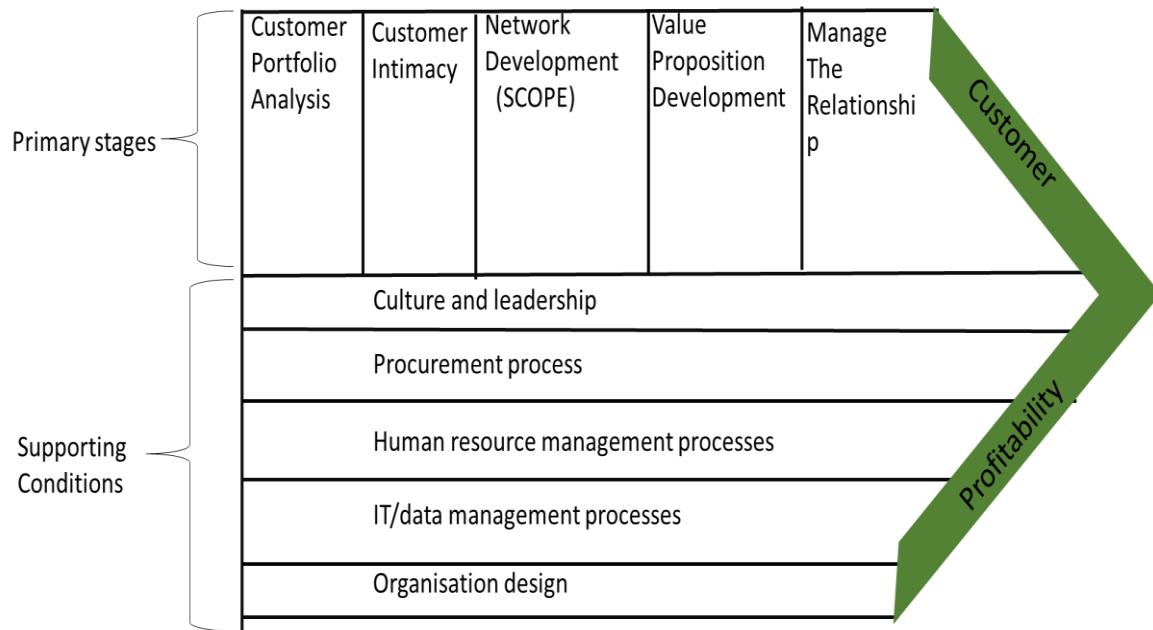 Customer
Portfolio
Analysis
Customer
Intimacy
Network
Development
(SCOPE)
Value
Proposition
Development
Manage
The
Relationshi
p
Customer
Primary stages
Culture and leadership
Procurement process
Human resource management processes
IT/data management processes
Organisation design
Supporting
Conditions
Profitability